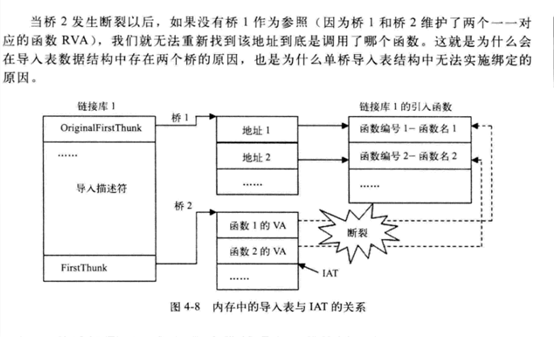 当桥 2 发生断裂以后，如果没有桥 1 作为参照（因为桥 1 和桥 2 维护了两个一一对
应的函数 RVA），我们就无法重新找到该地址到底是调用了哪个函数。这就是为什么会
在导入表数据结构中存在两个桥的原因，也是为什么单桥导入表结构中无法实施绑定的
原因。
链接库 1
桥 1
链接库 1 的引入函数
OriginalFirstThunk
地址 1
函数编号 1－函数名 1
……
地址 2
函数编号 2－函数名 2
……
……
导入描述符
桥 2
函数 1 的 VA
断裂
函数 2 的 VA
FirstThunk
……
IAT
图 4-8 内存中的导入表与 IAT 的关系